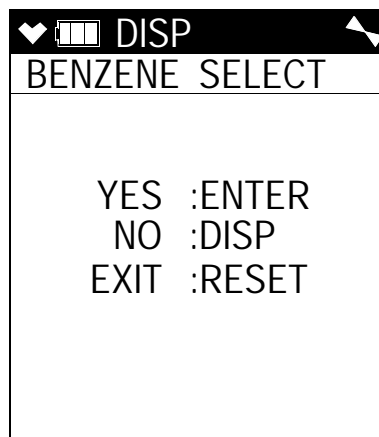 DISP
BENZENE SELECT
YES :ENTER
NO :DISP
EXIT :RESET